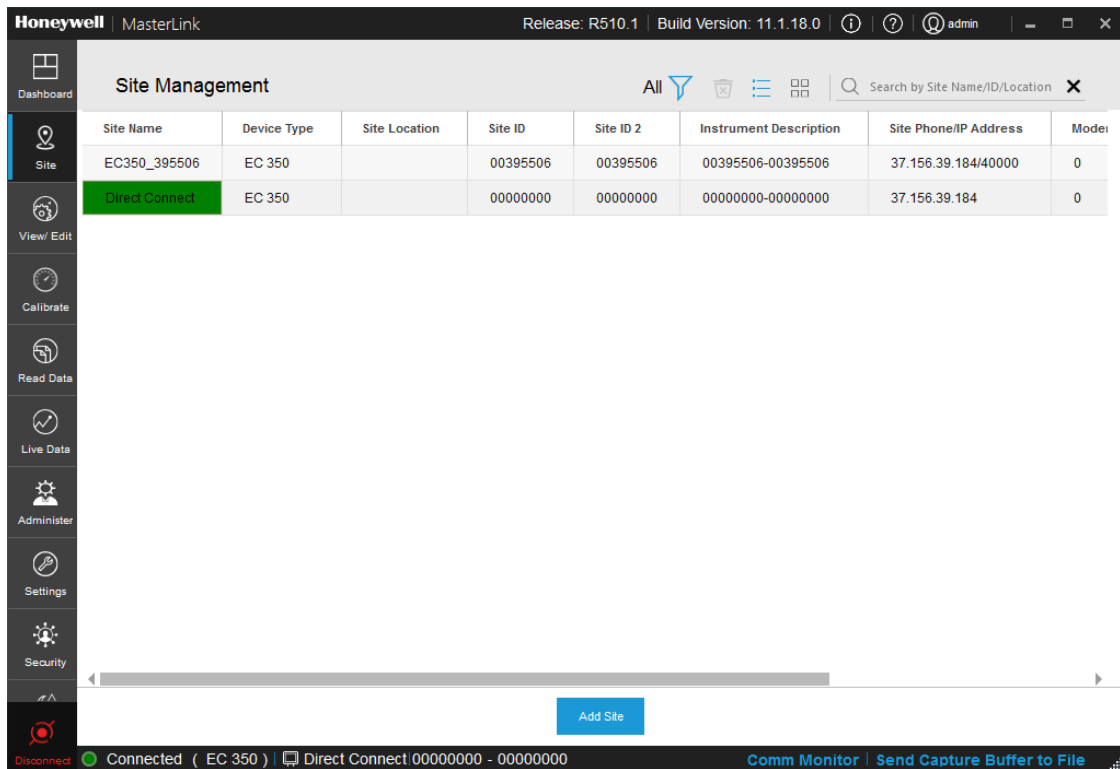 Honeywell | MasterLink Release: R510.1 | Build Version: 11.1.18.0 admin
Dashboard
Site Management All Search by Site Name/ID/Location
Site
Site Name Device Type Site Location Site ID Site ID 2 Instrument Description Site Phone/IP Address
EC350_395506 EC 350 00395506 00395506 00395506-00395506 37.156.39.184/40000 0
Direct Connect EC 350 00000000 00000000 00000000-00000000 37.156.39.184 0
View/ Edit
Calibrate
Read Data
Live Data
Administer
Settings
Security
Add Site
Disconnect Connected ( EC 350 ) | Direct Connect|00000000 - 00000000 Comm Monitor | Send Capture Buffer to File